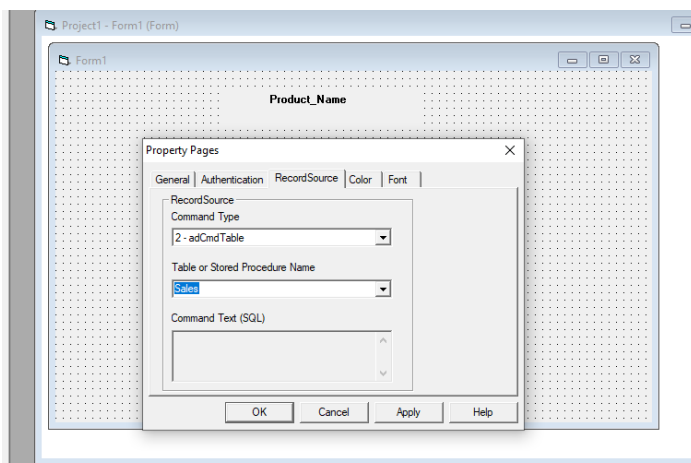 Project1 - Form1 (Form)
Form1
Product_Name
Property Pages
General Authentication RecordSource Color Font
RecordSource
Command Type
2 - adCmdTable
Table or Stored Procedure Name
Sales
Command Text (SQL)
OK Cancel Apply Help